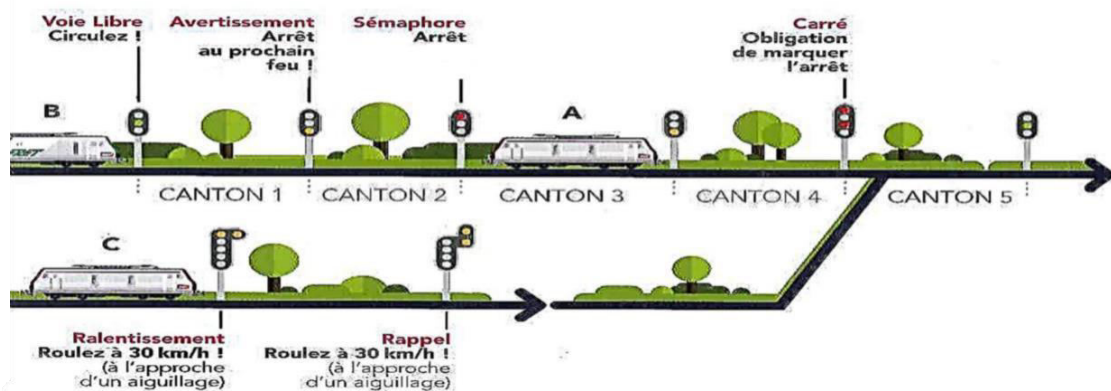 Voie Libre
Circulez !
Avertissement
Arrêt
au prochain
feu !
Sémaphore
Arrêt
Carré
Obligation
de marquer
l'arrêt
B
A
CANTON 1
CANTON 2
CANTON 3
CANTON 4
CANTON 5
C
Ralentissement
Roulez à 30 km/h !
(à l'approche
d'un aiguillage)
Rappel
Roulez à 30 km/h !
(à l'approche
d'un aiguillage)